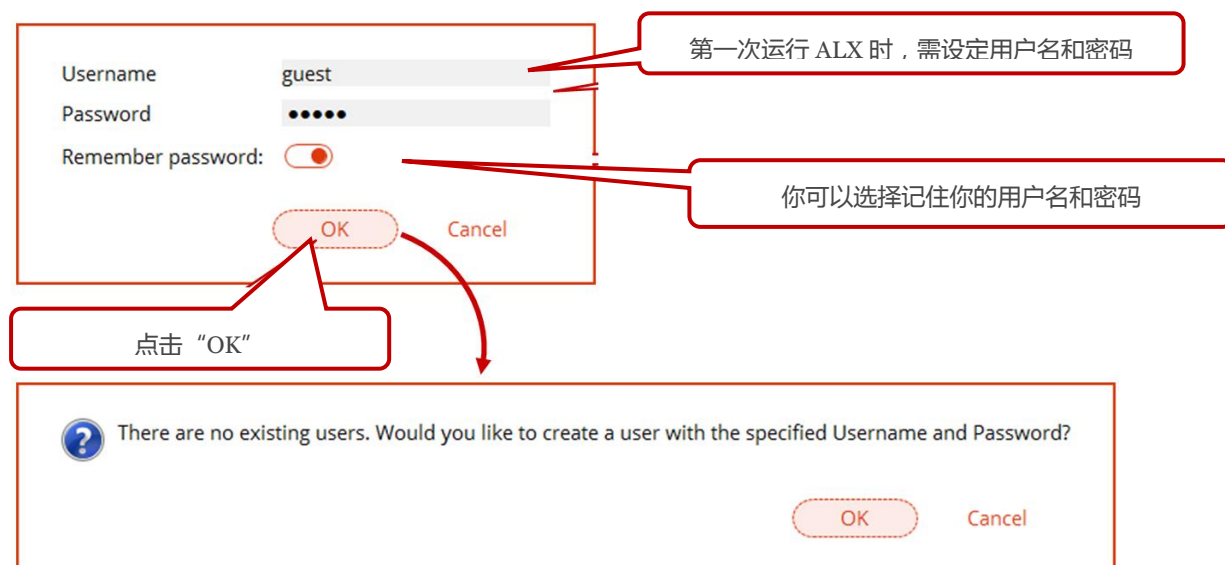 第一次运行 ALX 时，需设定用户名和密码
Username guest
Password •••••
Remember password:
你可以选择记住你的用户名和密码
OK Cancel
点击“OK”
There are no existing users. Would you like to create a user with the specified Username and Password?
OK Cancel